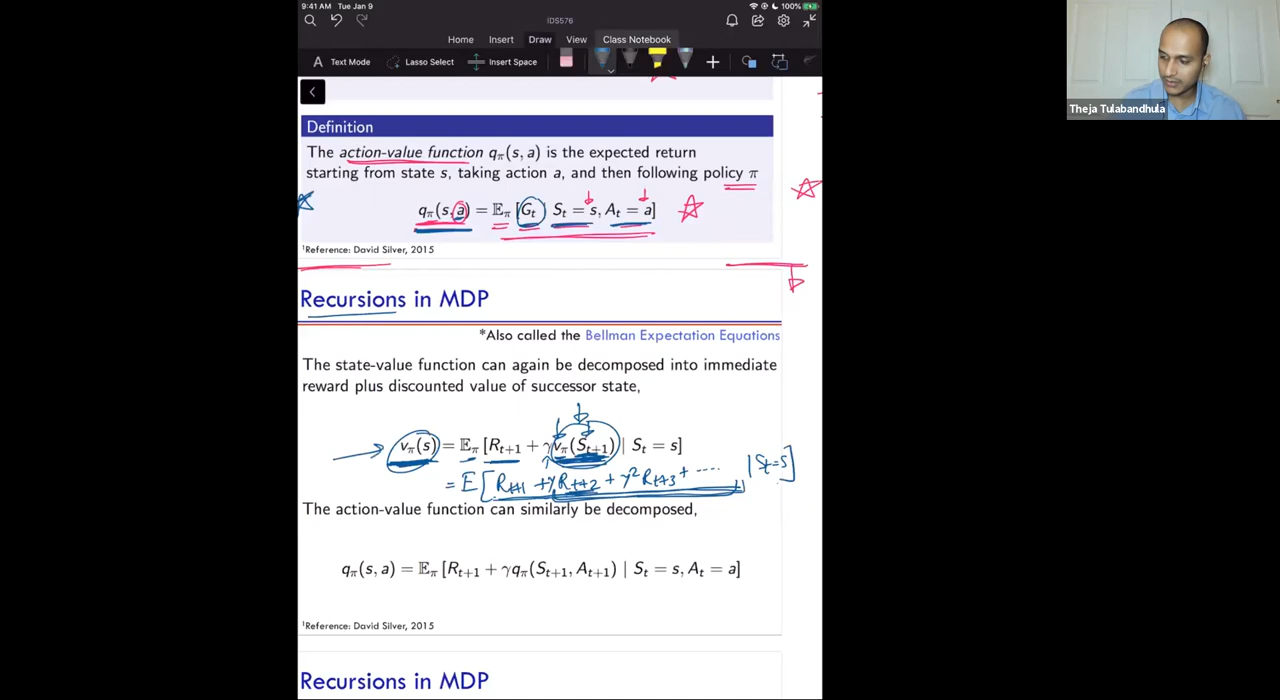 9:41 AM Tue Jan 9
100%
IDS576
Home Insert Draw View Class Notebook
Text Mode Lasso Select Insert Space
Theja Tulabandhula
Definition
The action-value function qπ(s, a) is the expected return
starting from state s, taking action a, and then following policy π
qπ(s, a) = 𝔼π [Gt | St = s, At = a]
¹Reference: David Silver, 2015
Recursions in MDP
*Also called the Bellman Expectation Equations
The state-value function can again be decomposed into immediate
reward plus discounted value of successor state,
vπ(s) = 𝔼π [Rt+1 + γvπ(St+1) | St = s]
= E[Rt+1 + γRt+2 + γ²Rt+3 + ···· | St=s]
The action-value function can similarly be decomposed,
qπ(s, a) = 𝔼π [Rt+1 + γqπ(St+1, At+1) | St = s, At = a]
¹Reference: David Silver, 2015
Recursions in MDP